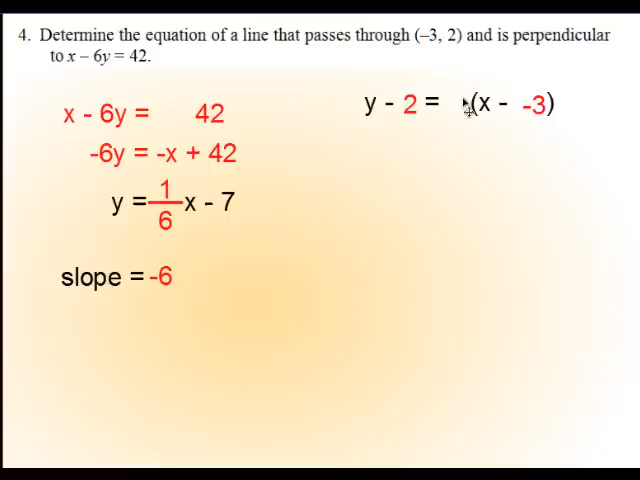 4. Determine the equation of a line that passes through (–3, 2) and is perpendicular
to x – 6y = 42.
x - 6y = 42
-6y = -x + 42
y = 1/6 x - 7
slope = -6
y - 2 = (x - -3)